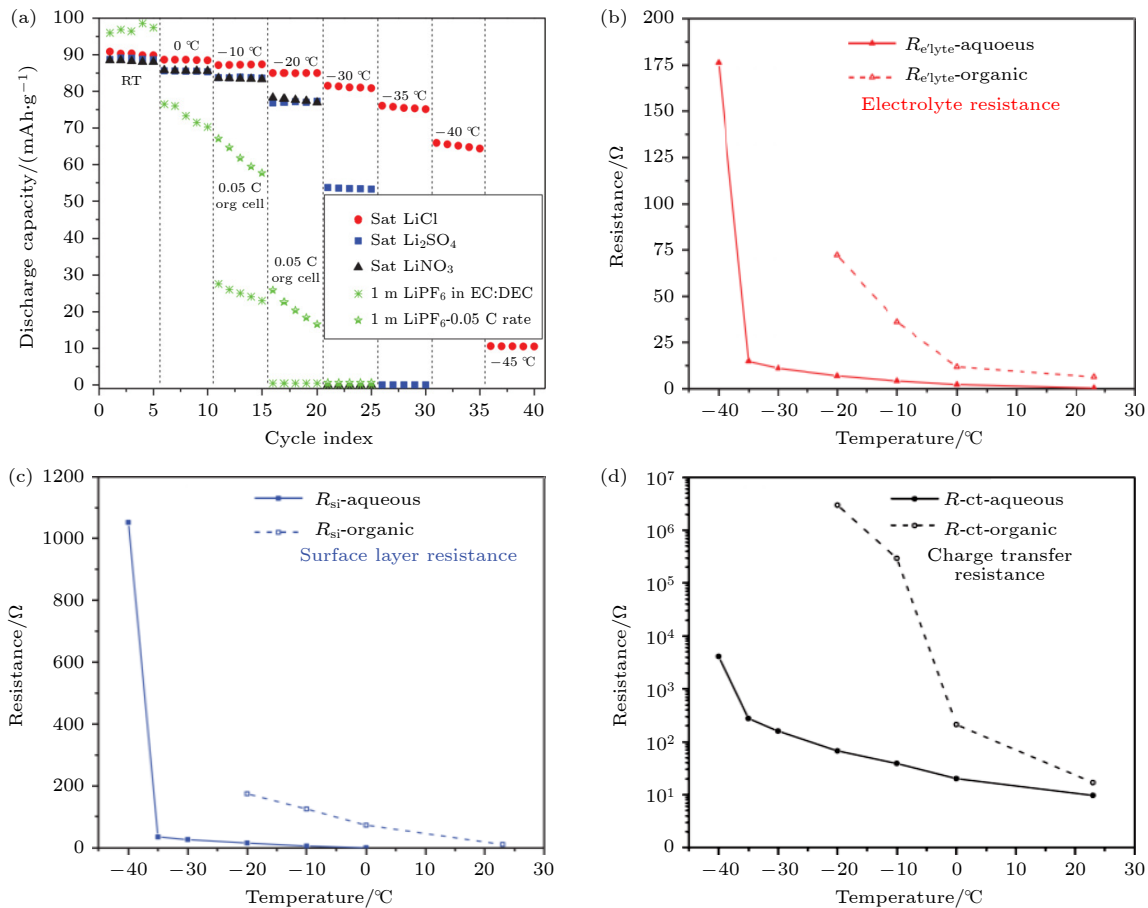 (a)
100
90
80
70
60
50
40
30
20
10
0
Discharge capacity/(mAh·g⁻¹)
RT
0 ℃
−10 ℃
−20 ℃
−30 ℃
−35 ℃
−40 ℃
−45 ℃
0.05 C
org cell
0.05 C
org cell
Sat LiCl
Sat Li₂SO₄
Sat LiNO₃
1 m LiPF₆ in EC:DEC
1 m LiPF₆-0.05 C rate
0 5 10 15 20 25 30 35 40
Cycle index
(b)
200
175
150
125
100
75
50
25
0
Resistance/Ω
R_e′lyte-aquoeus
R_e′lyte-organic
Electrolyte resistance
−40 −30 −20 −10 0 10 20 30
Temperature/℃
(c)
1200
1000
800
600
400
200
0
Resistance/Ω
R_si-aqueous
R_si-organic
Surface layer resistance
−40 −30 −20 −10 0 10 20 30
Temperature/℃
(d)
10⁷
10⁶
10⁵
10⁴
10³
10²
10¹
0
Resistance/Ω
R-ct-aqueous
R-ct-organic
Charge transfer
resistance
−40 −30 −20 −10 0 10 20 30
Temperature/℃